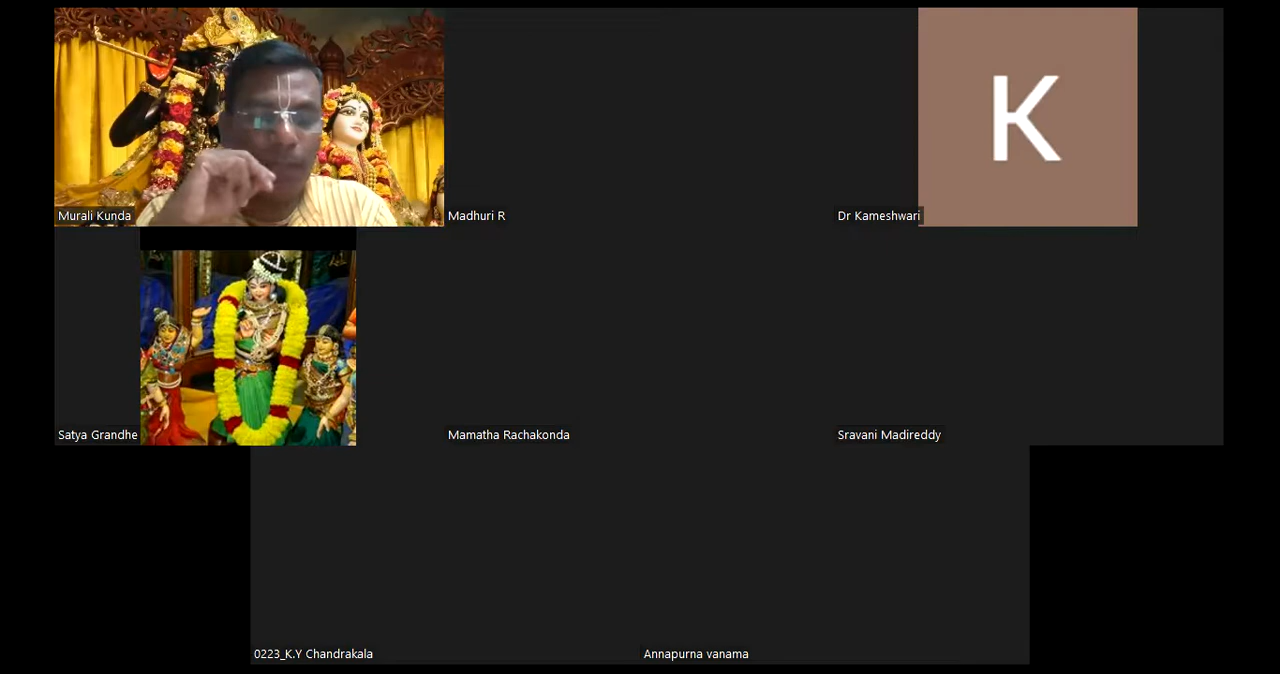 K
Murali Kunda
Madhuri R
Dr Kameshwari
Satya Grandhe
Mamatha Rachakonda
Sravani Madireddy
0223_K.Y Chandrakala
Annapurna vanama